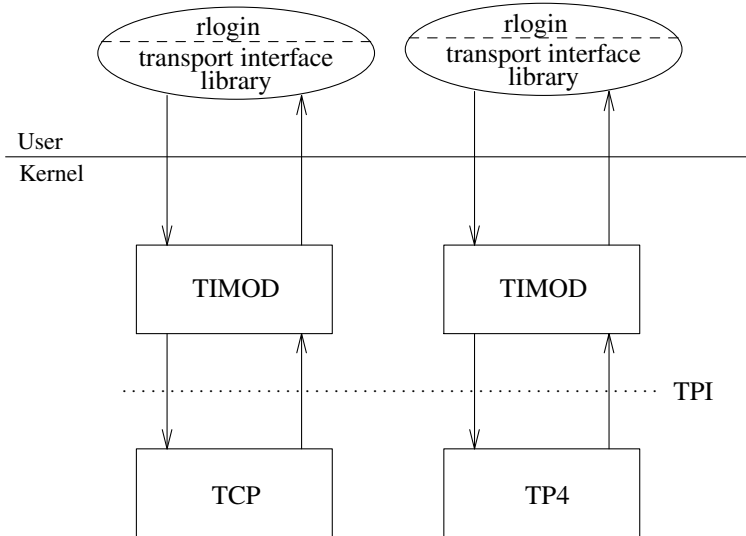 rlogin
transport interface
library
rlogin
transport interface
library
User
Kernel
TIMOD
TIMOD
TPI
TCP
TP4